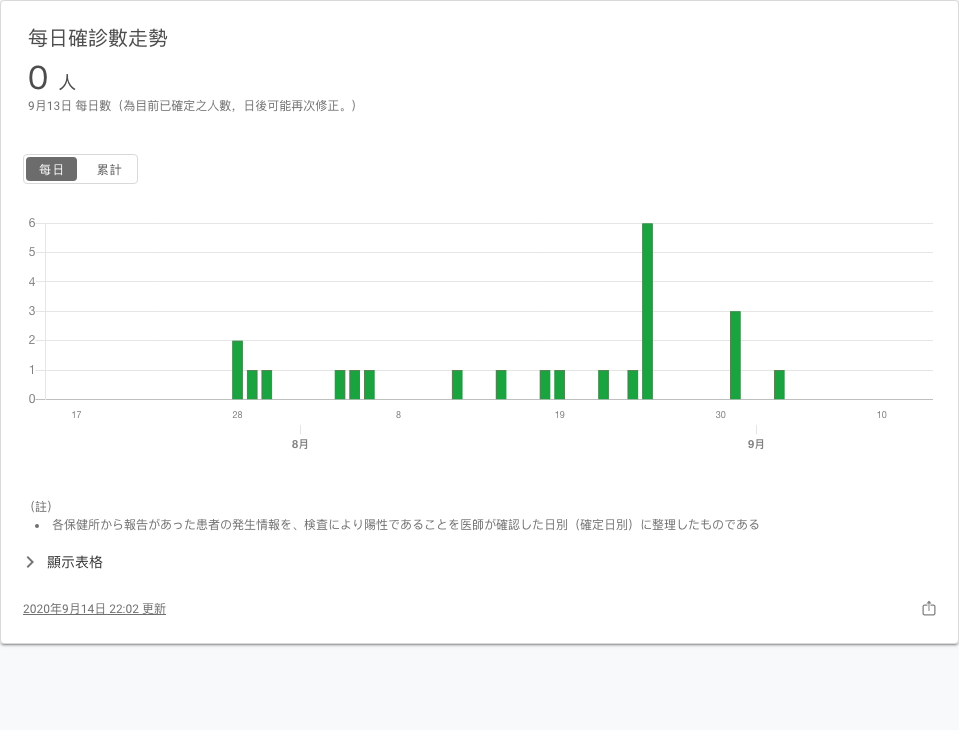 每日確診數走勢
0 人
9月13日 每日數（為目前已確定之人數，日後可能再次修正。）
每日 累計
6
5
4
3
2
1
0
17 28 8 19 30 10
8月 9月
（註）
• 各保健所から報告があった患者の発生情報を、検査により陽性であることを医師が確認した日別（確定日別）に整理したものである
顯示表格
2020年9月14日 22:02 更新